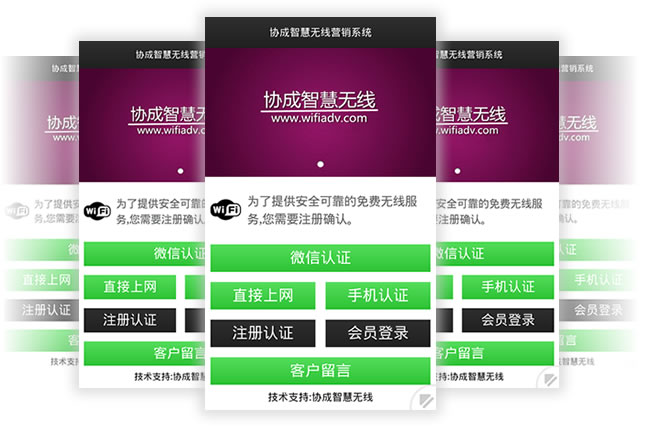 协成智慧无线营销系统
协成智慧无线
www.wifiadv.com
Wi Fi
为了提供安全可靠的免费无线服
务,您需要注册确认。
微信认证
直接上网 手机认证
注册认证 会员登录
客户留言
技术支持:协成智慧无线